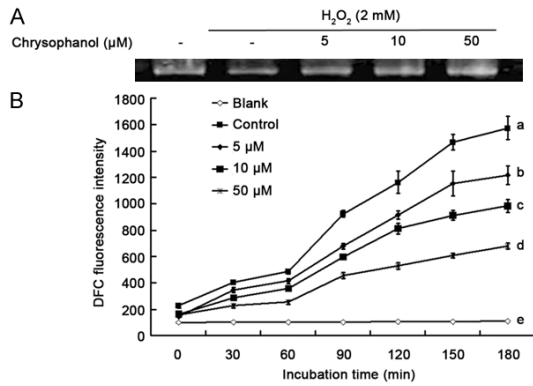 A
H₂O₂ (2 mM)
Chrysophanol (μM) - - 5 10 50
B
1800
1600
1400
1200
1000
800
600
400
200
0
DFC fluorescence intensity
Blank
Control
5 μM
10 μM
50 μM
a
b
c
d
e
0 30 60 90 120 150 180
Incubation time (min)